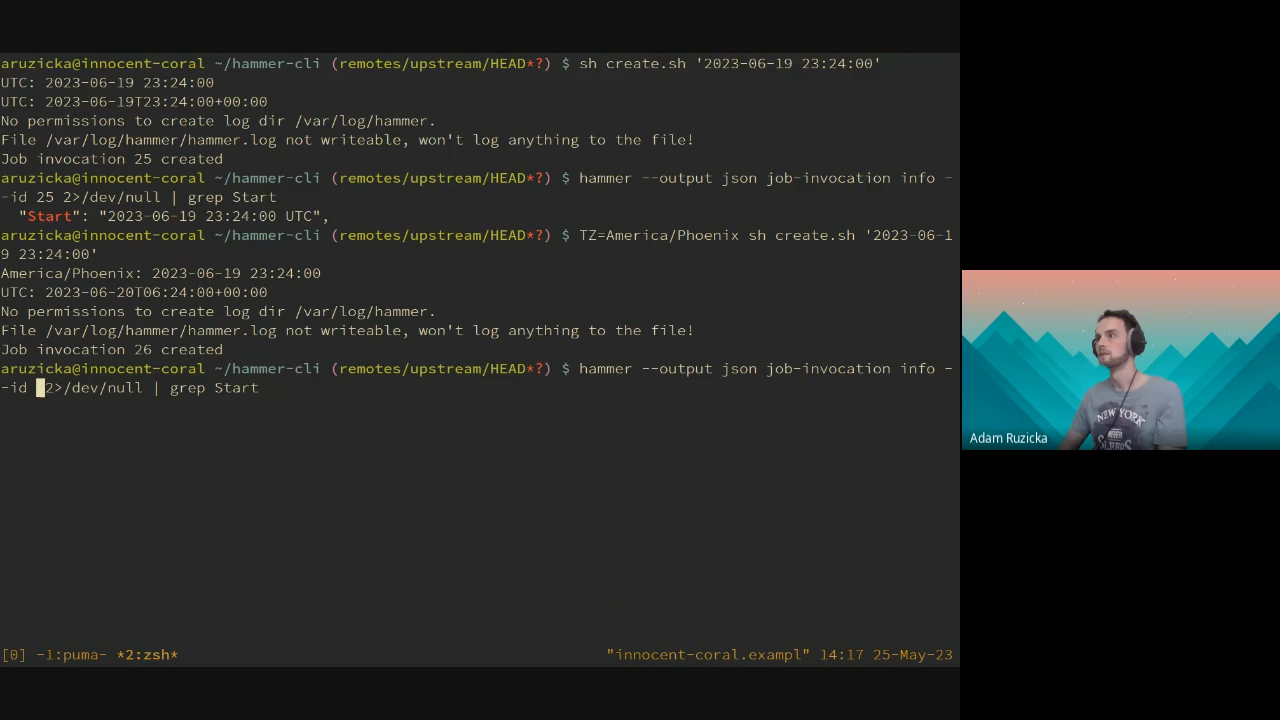 aruzicka@innocent-coral ~/hammer-cli (remotes/upstream/HEAD*?) $ sh create.sh '2023-06-19 23:24:00'
UTC: 2023-06-19 23:24:00
UTC: 2023-06-19T23:24:00+00:00
No permissions to create log dir /var/log/hammer.
File /var/log/hammer/hammer.log not writeable, won't log anything to the file!
Job invocation 25 created
aruzicka@innocent-coral ~/hammer-cli (remotes/upstream/HEAD*?) $ hammer --output json job-invocation info -
-id 25 2>/dev/null | grep Start
"Start": "2023-06-19 23:24:00 UTC",
aruzicka@innocent-coral ~/hammer-cli (remotes/upstream/HEAD*?) $ TZ=America/Phoenix sh create.sh '2023-06-1
9 23:24:00'
America/Phoenix: 2023-06-19 23:24:00
UTC: 2023-06-20T06:24:00+00:00
No permissions to create log dir /var/log/hammer.
File /var/log/hammer/hammer.log not writeable, won't log anything to the file!
Job invocation 26 created
aruzicka@innocent-coral ~/hammer-cli (remotes/upstream/HEAD*?) $ hammer --output json job-invocation info -
-id 2>/dev/null | grep Start
[0] -1:puma- *2:zsh* "innocent-coral.exampl" 14:17 25-May-23
NEW YORK
Adam Ruzicka